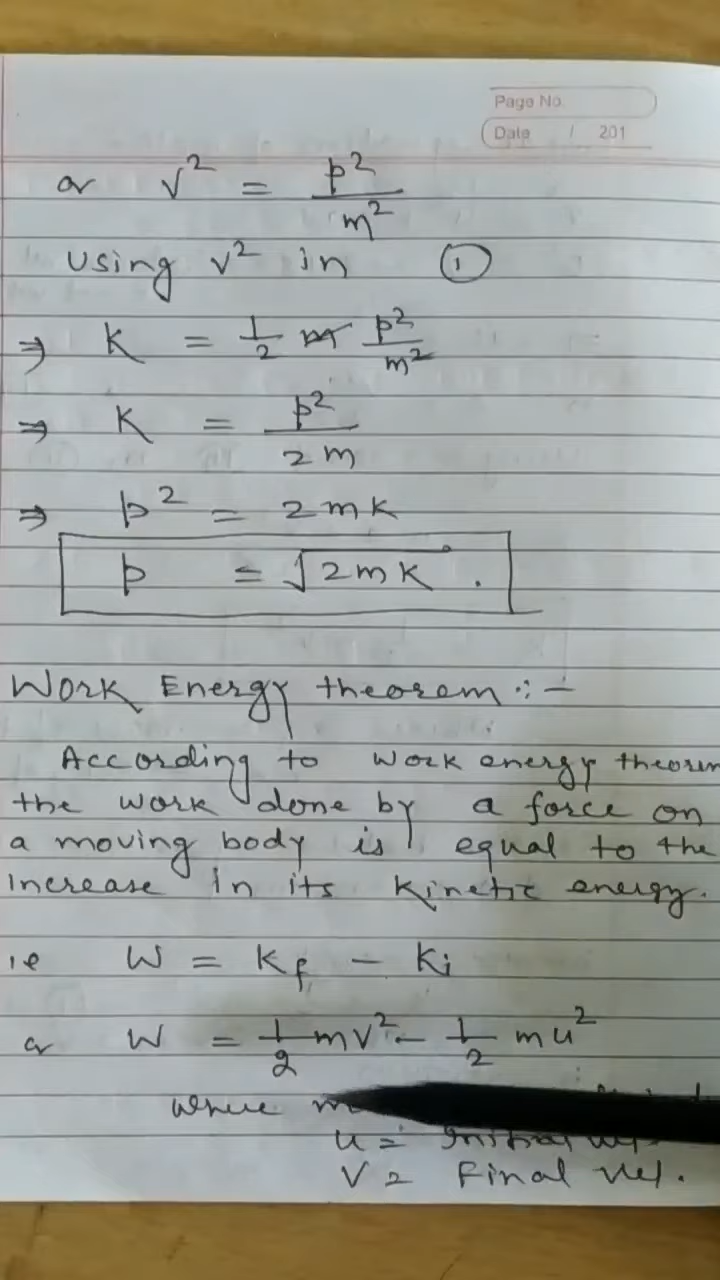 Page No.
Date / 201
or v² = p²/m²
using v² in ①
⇒ K = 1/2 m p²/m²
⇒ K = p²/2m
⇒ p² = 2mK
p = √2mK .
Work Energy theorem :-
According to work energy theorem
the work done by a force on
a moving body is equal to the
increase in its kinetic energy.
ie W = Kf - Ki
or W = 1/2 mv² - 1/2 mu²
where m
u = Initial
v = Final vel.